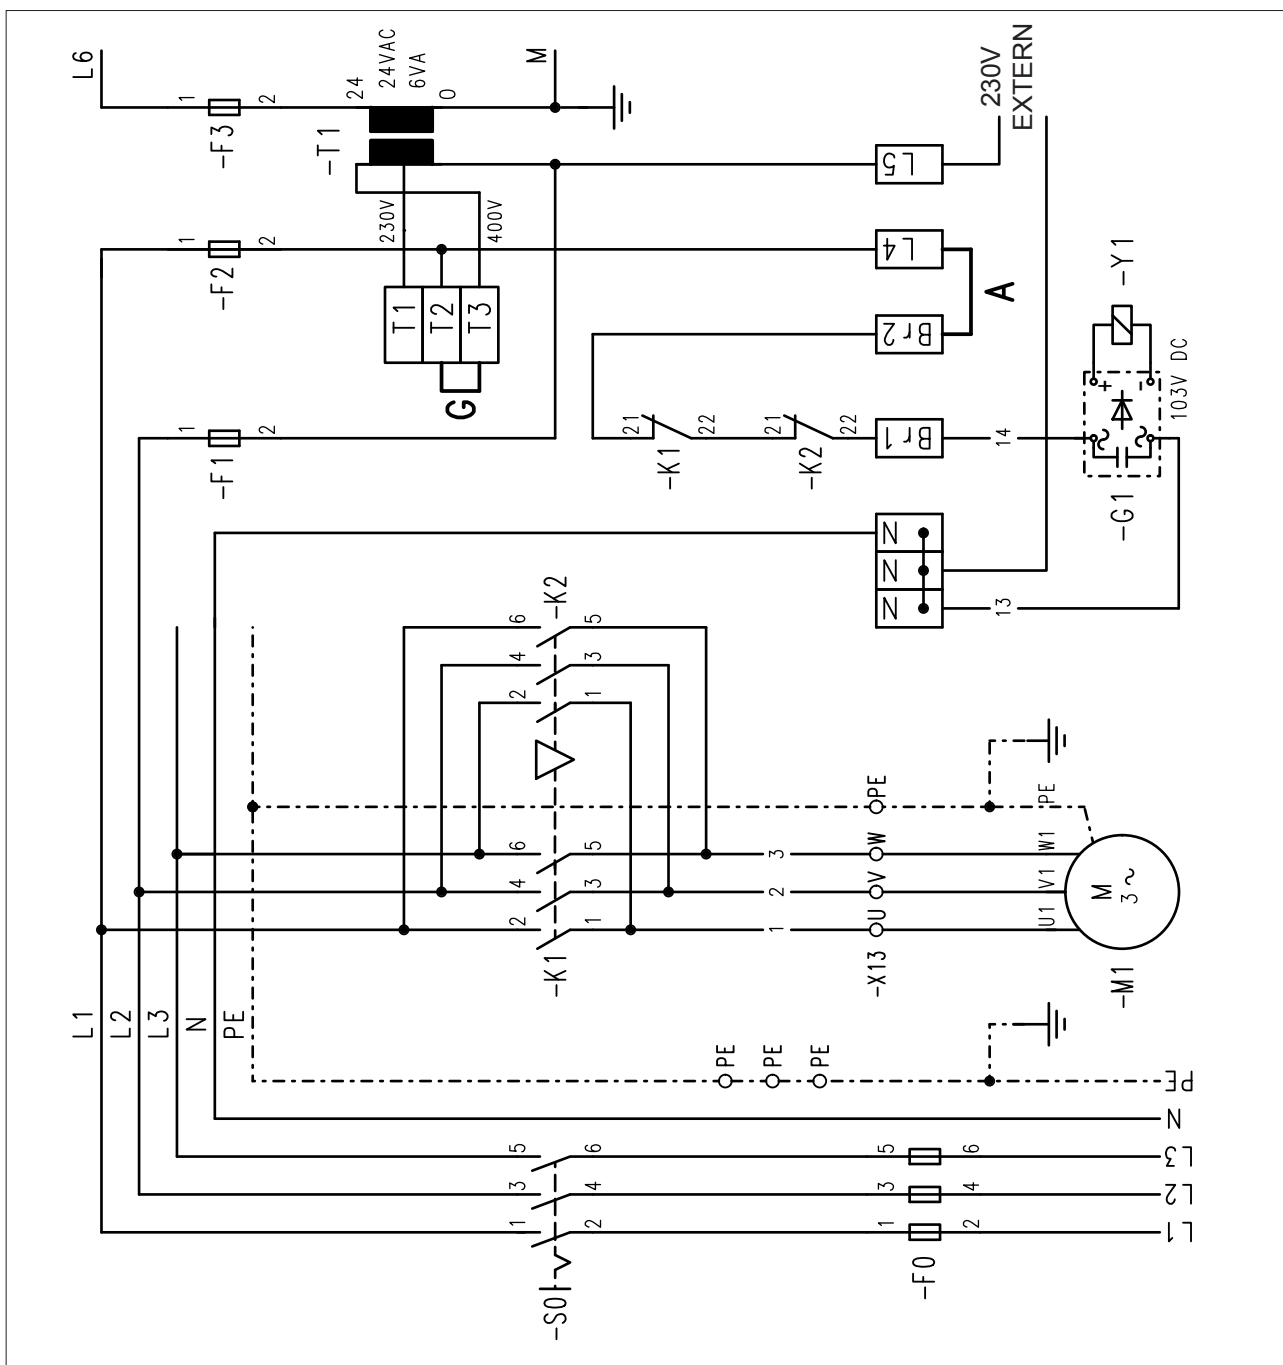 L6
1
2
-F3
24
24VAC
6VA
0
-T1
M
230V
EXTERN
L5
1
2
-F2
230V
400V
L4
T1
T2
T3
G
A
Br2
-Y1
1
2
-F1
21
22
-K1
21
22
-K2
Br1
14
+
-
103V DC
-G1
N
N
N
13
6
5
4
3
2
1
-K2
PE
PE
6
5
3
W
W1
4
3
2
V
V1
2
1
1
U
U1
-K1
-X13
M
3~
-M1
L1
L2
L3
N
PE
PE
PE
PE
PE
N
5
6
5
6
L3
3
4
3
4
L2
1
2
1
2
L1
-S0
-F0